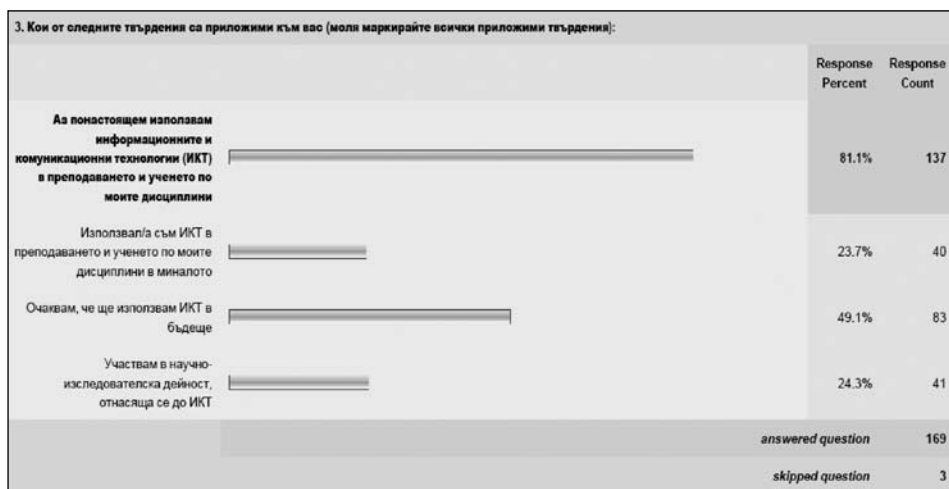 3. Кои от следните твърдения са приложими към вас (моля маркирайте всички приложими твърдения):
Response Percent
Response Count
Аз понастоящем използвам
информационните и
комуникационни технологии (ИКТ)
в преподаването и ученето по
моите дисциплини
81.1%
137
Използвал/а съм ИКТ в
преподаването и ученето по моите
дисциплини в миналото
23.7%
40
Очаквам, че ще използвам ИКТ в
бъдеще
49.1%
83
Участвам в научно-
изследователска дейност,
отнасяща се до ИКТ
24.3%
41
answered question 169
skipped question 3